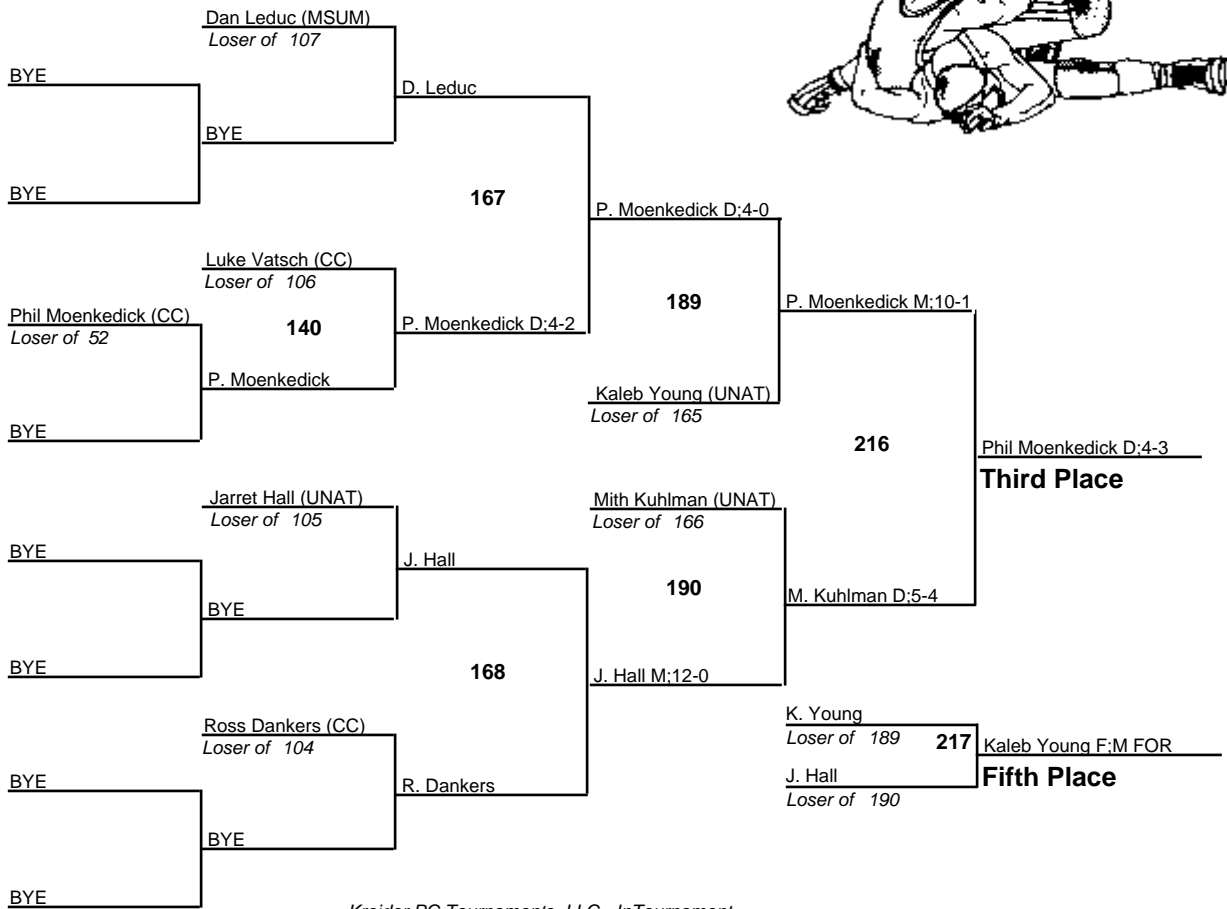 Dan Leduc (MSUM)
Loser of 107
BYE
D. Leduc
BYE
BYE
167
P. Moenkedick D;4-0
Luke Vatsch (CC)
Loser of 106
Phil Moenkedick (CC)
Loser of 52
140
P. Moenkedick D;4-2
189
P. Moenkedick M;10-1
P. Moenkedick
Kaleb Young (UNAT)
Loser of 165
BYE
216
Phil Moenkedick D;4-3
Third Place
Jarret Hall (UNAT)
Loser of 105
Mith Kuhlman (UNAT)
Loser of 166
BYE
J. Hall
190
M. Kuhlman D;5-4
BYE
BYE
168
J. Hall M;12-0
Ross Dankers (CC)
Loser of 104
K. Young
Loser of 189
217
Kaleb Young F;M FOR
Fifth Place
BYE
R. Dankers
J. Hall
Loser of 190
BYE
BYE